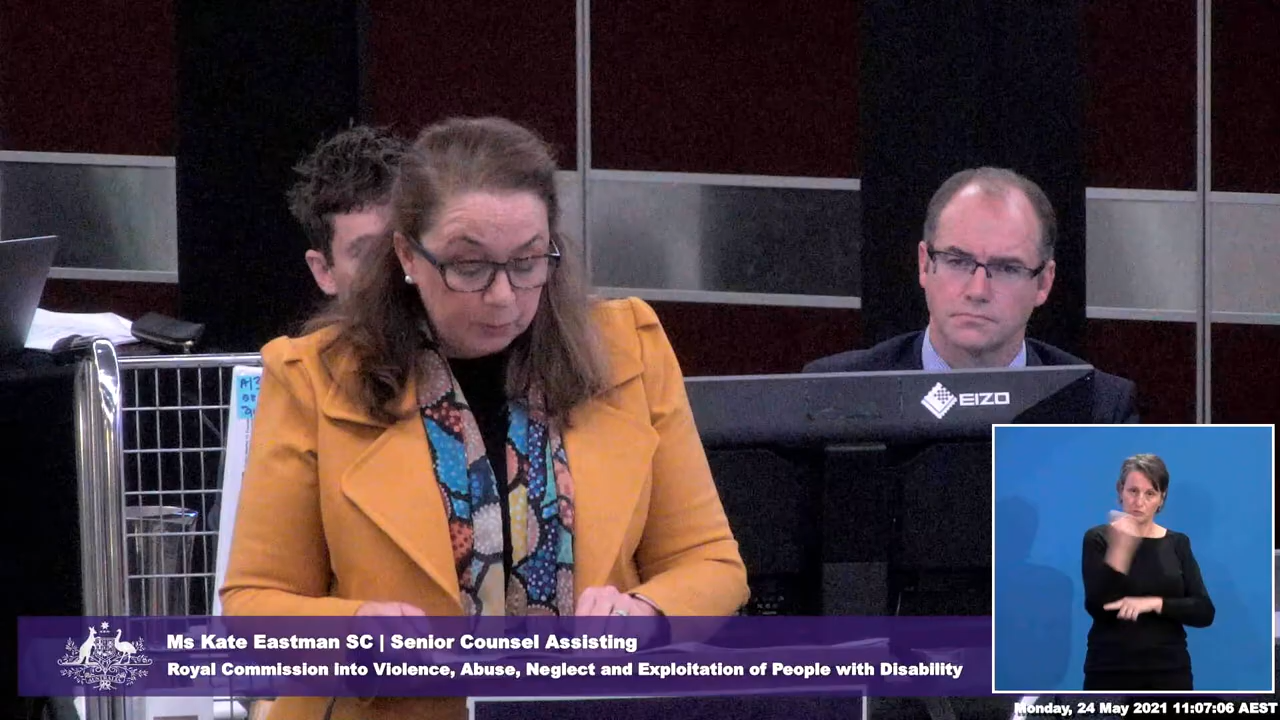 EIZO
Ms Kate Eastman SC | Senior Counsel Assisting
Royal Commission into Violence, Abuse, Neglect and Exploitation of People with Disability
Monday, 24 May 2021 11:07:06 AEST